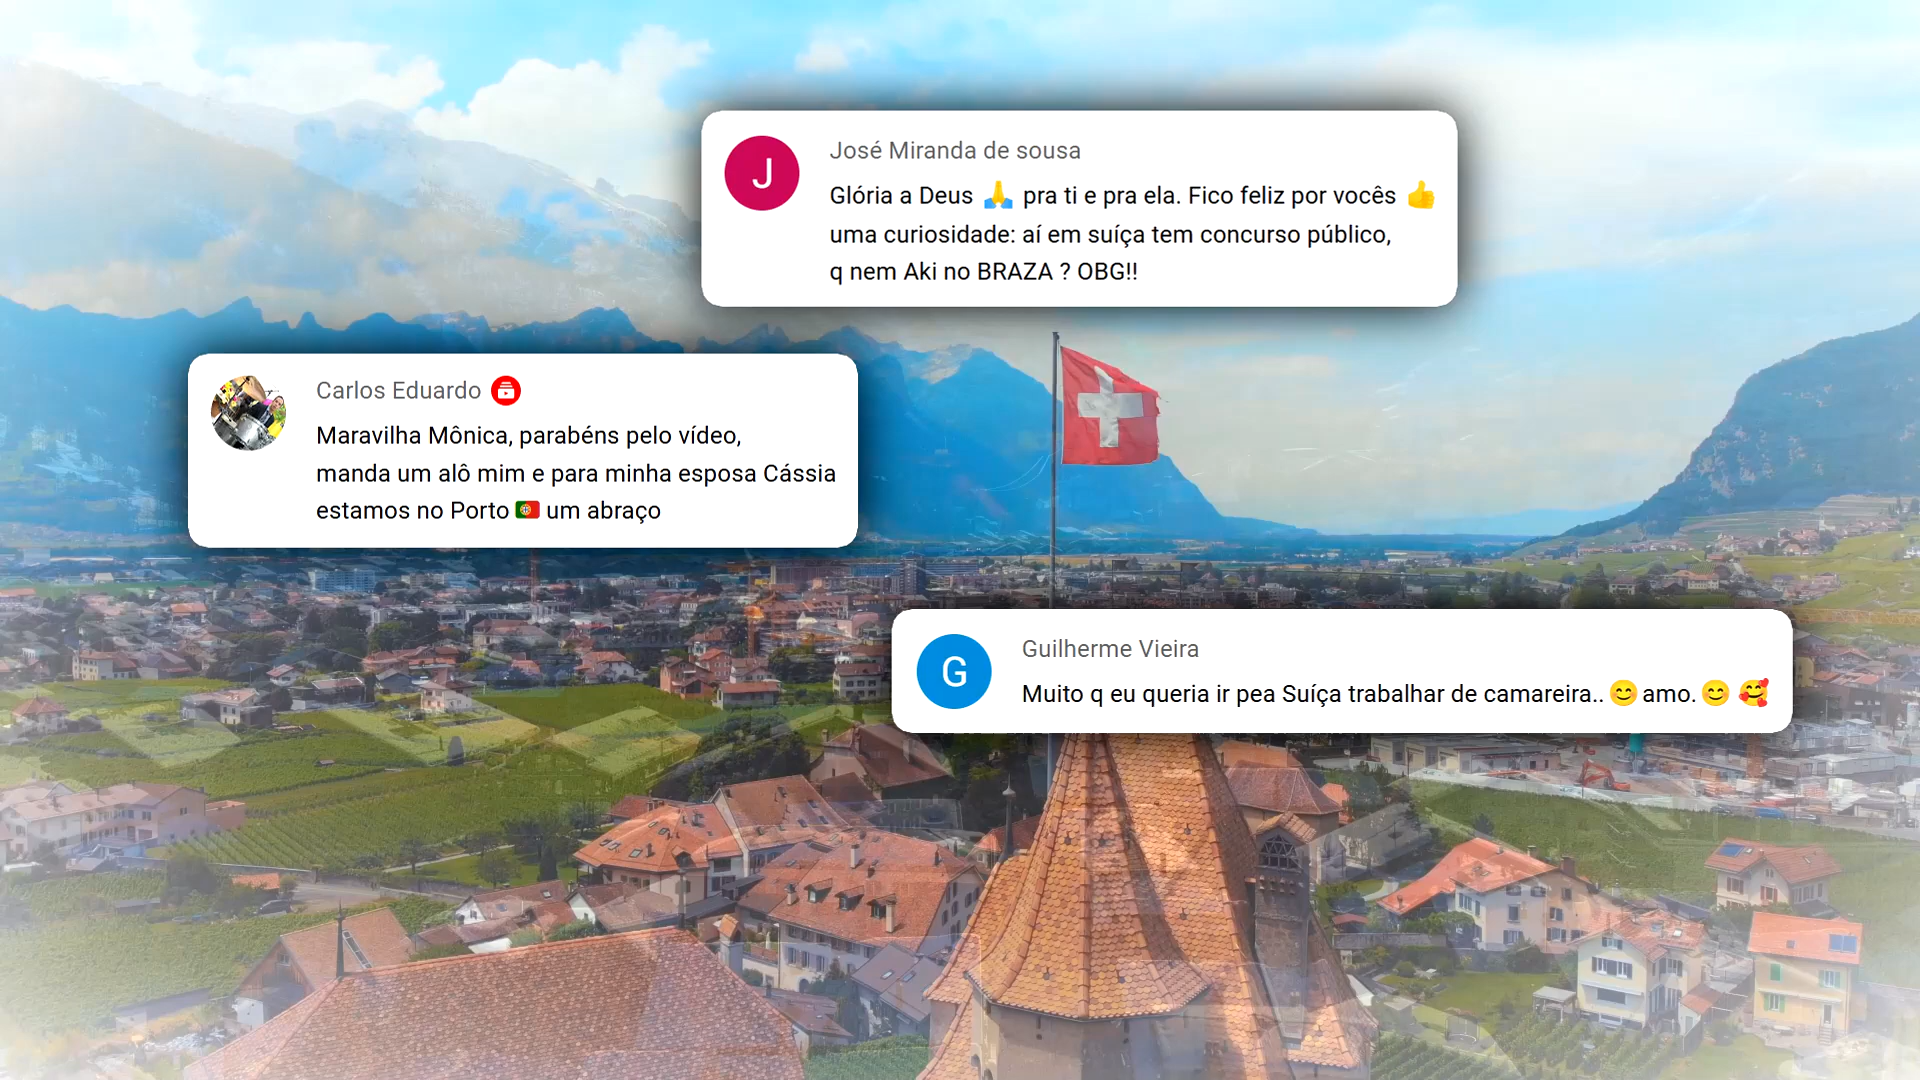 J
José Miranda de sousa
Glória a Deus 🙏 pra ti e pra ela. Fico feliz por vocês 👍
uma curiosidade: aí em suíça tem concurso público,
q nem Aki no BRAZA ? OBG!!
Carlos Eduardo
Maravilha Mônica, parabéns pelo vídeo,
manda um alô mim e para minha esposa Cássia
estamos no Porto 🇵🇹 um abraço
G
Guilherme Vieira
Muito q eu queria ir pea Suíça trabalhar de camareira.. 😊 amo. 😊 🥰